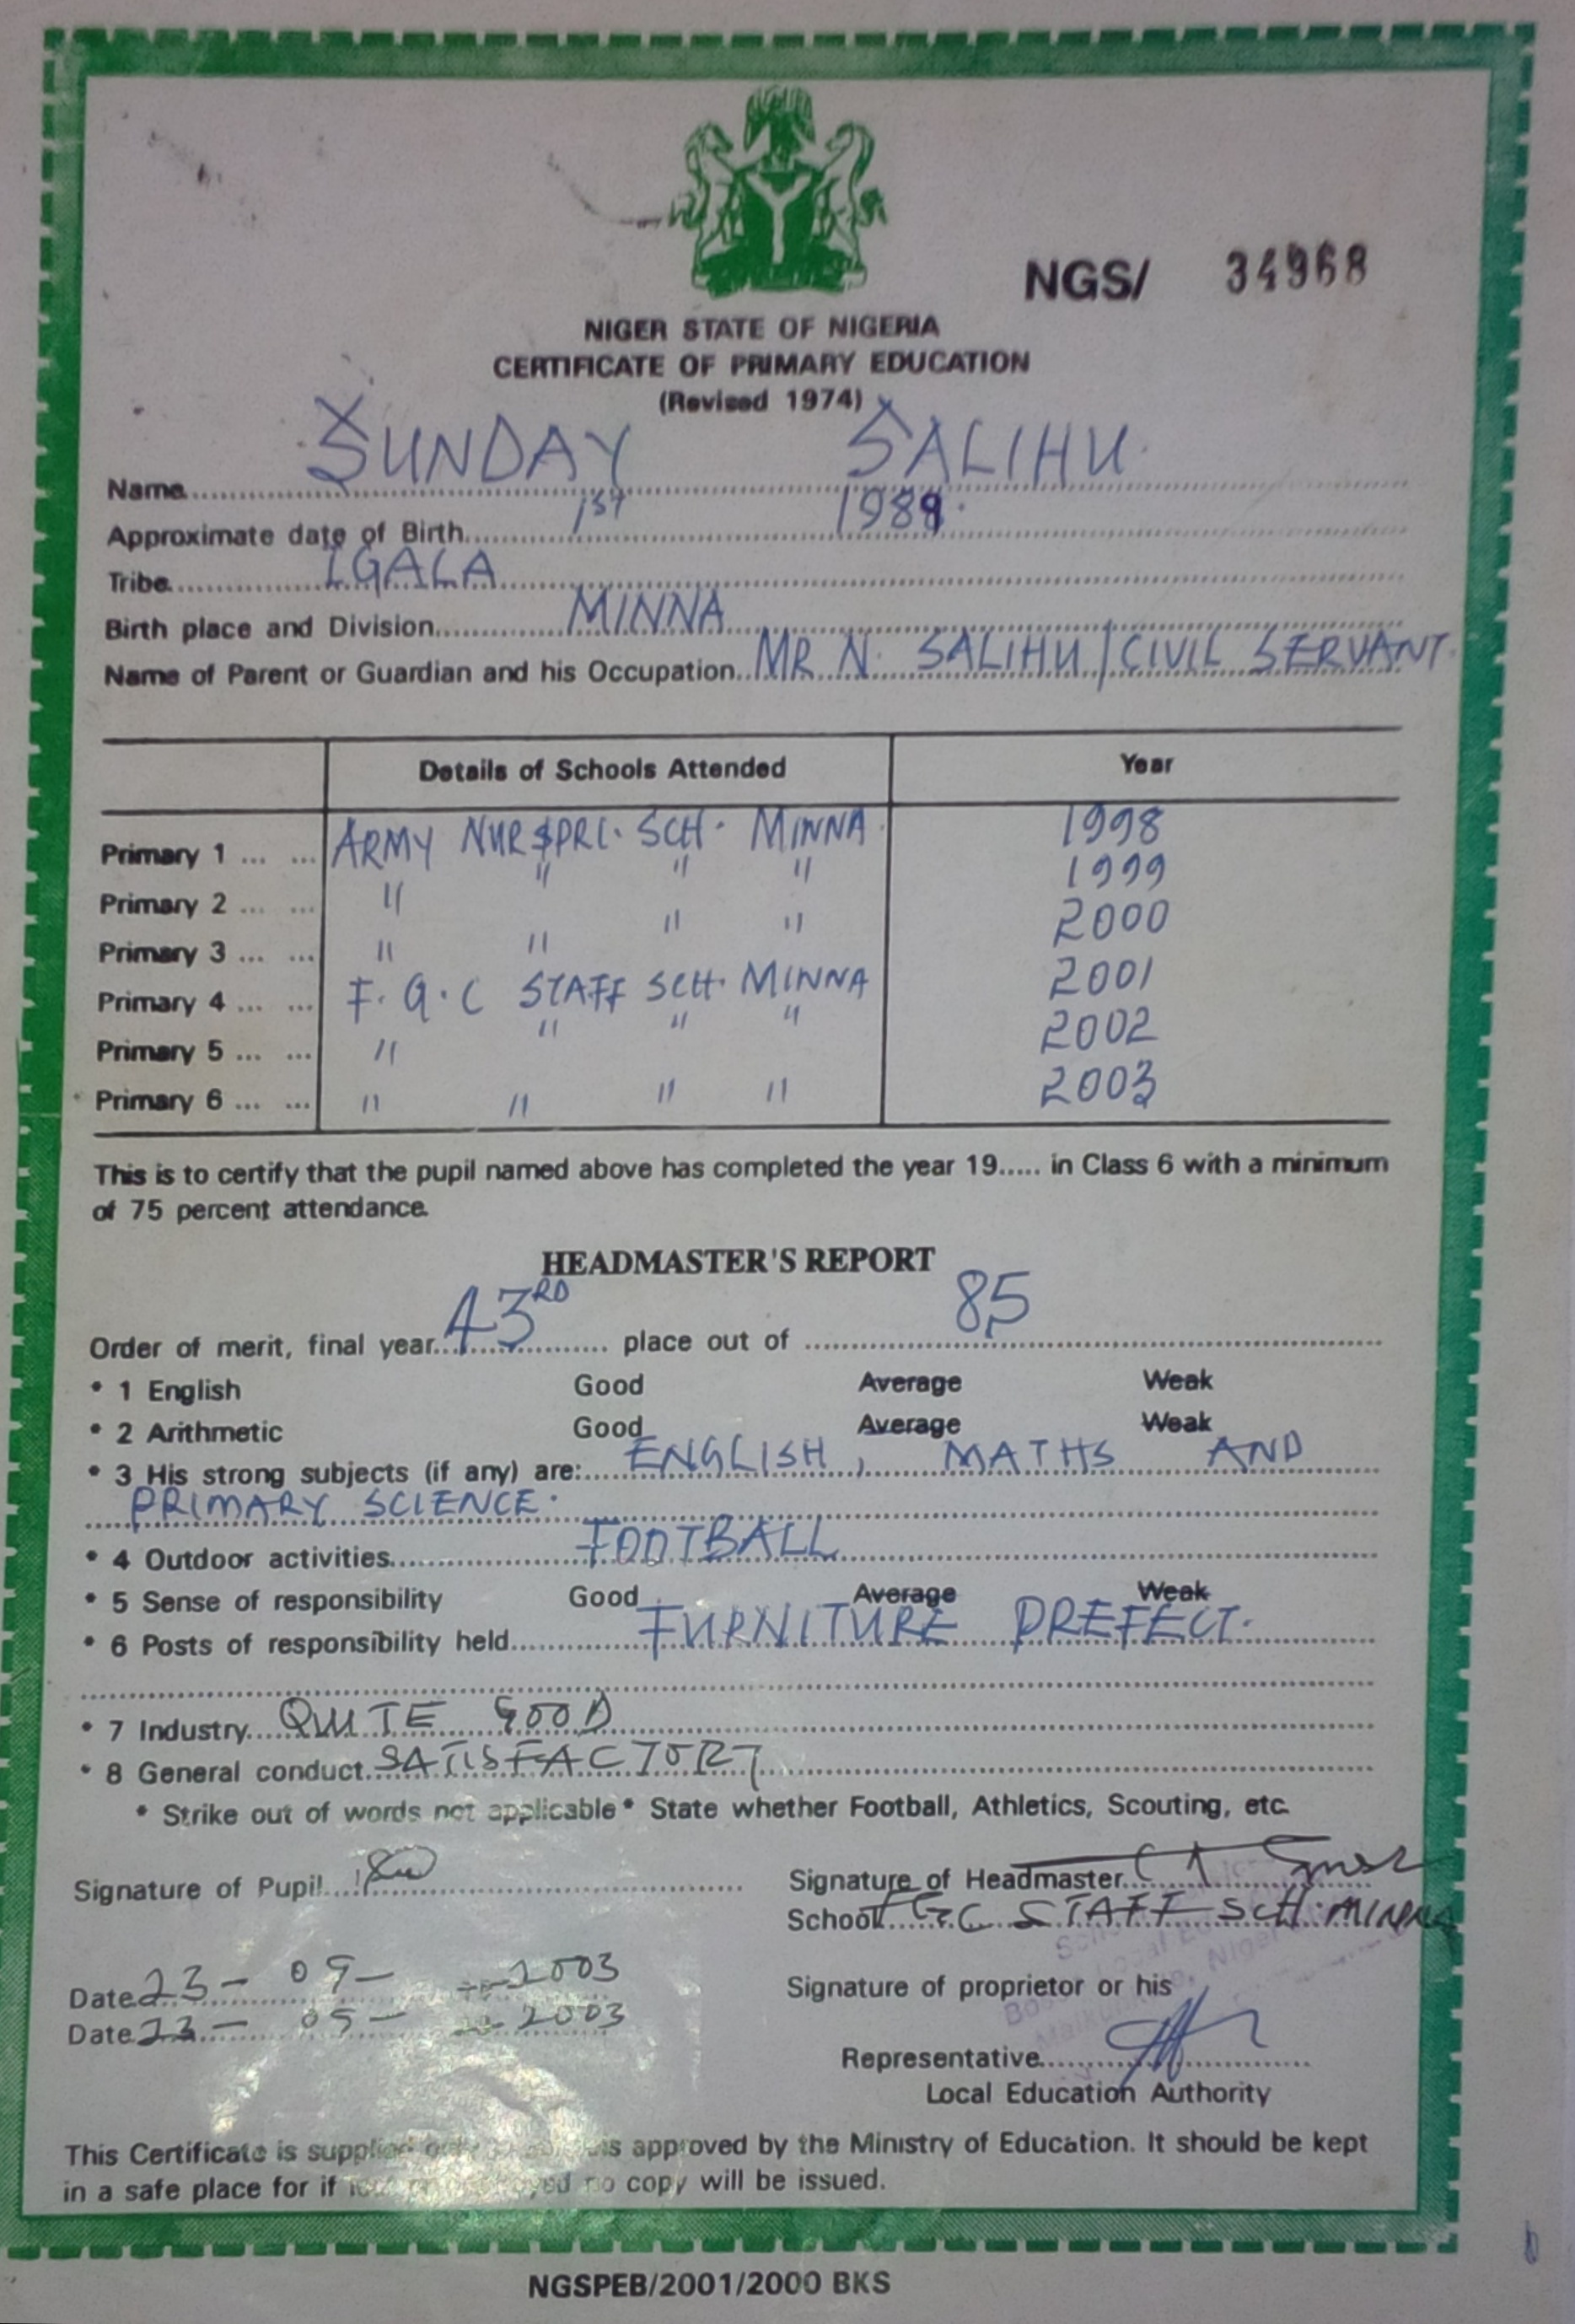 NGS/ 34968
NIGER STATE OF NIGERIA
CERTIFICATE OF PRIMARY EDUCATION
(Revised 1974)
Name SUNDAY SALIHU
Approximate date of Birth 1st 1989
Tribe IGALA
Birth place and Division MINNA
Name of Parent or Guardian and his Occupation MR N. SALIHU / CIVIL SERVANT
Details of Schools Attended Year
Primary 1 ... ... ARMY NUR $ PRI. SCH. MINNA 1998
Primary 2 ... ... " " " " 1999
Primary 3 ... ... " " " " 2000
Primary 4 ... ... F.G.C STAFF SCH. MINNA 2001
Primary 5 ... ... " " " " 2002
Primary 6 ... ... " " " " 2003
This is to certify that the pupil named above has completed the year 19..... in Class 6 with a minimum
of 75 percent attendance.
HEADMASTER'S REPORT
Order of merit, final year 43RD place out of 85
* 1 English Good Average Weak
* 2 Arithmetic Good Average Weak
* 3 His strong subjects (if any) are: ENGLISH, MATHS AND
PRIMARY SCIENCE.
* 4 Outdoor activities FOOTBALL
* 5 Sense of responsibility Good Average Weak
* 6 Posts of responsibility held FURNITURE PREFECT.
* 7 Industry QUITE GOOD
* 8 General conduct SATISFACTORY
* Strike out of words not applicable * State whether Football, Athletics, Scouting, etc.
Signature of Pupil
Signature of Headmaster
School FGC STAFF SCH. MINNA
Date 23 - 09 - 2003
Date 23 - 09 - 2003
Signature of proprietor or his
Representative
Local Education Authority
This Certificate is supplied approved by the Ministry of Education. It should be kept
in a safe place for if no copy will be issued.
NGSPEB/2001/2000 BKS